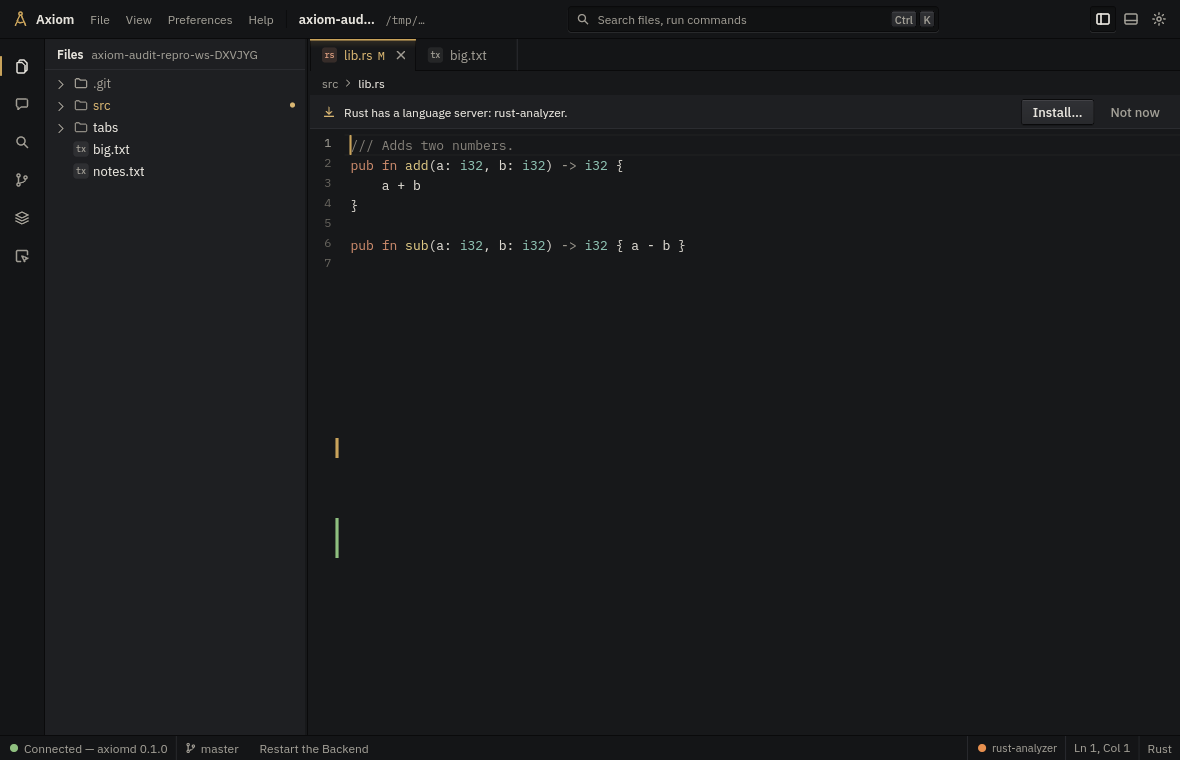 Axiom File View Preferences Help axiom-aud... /tmp/… Search files, run commands Ctrl K
Files axiom-audit-repro-ws-DXVJYG
.git
src
tabs
tx big.txt
tx notes.txt
rs lib.rs M tx big.txt
src lib.rs
Rust has a language server: rust-analyzer. Install... Not now
1 /// Adds two numbers.
2 pub fn add(a: i32, b: i32) -> i32 {
3 a + b
4 }
5
6 pub fn sub(a: i32, b: i32) -> i32 { a - b }
7
Connected — axiomd 0.1.0 master Restart the Backend rust-analyzer Ln 1, Col 1 Rust